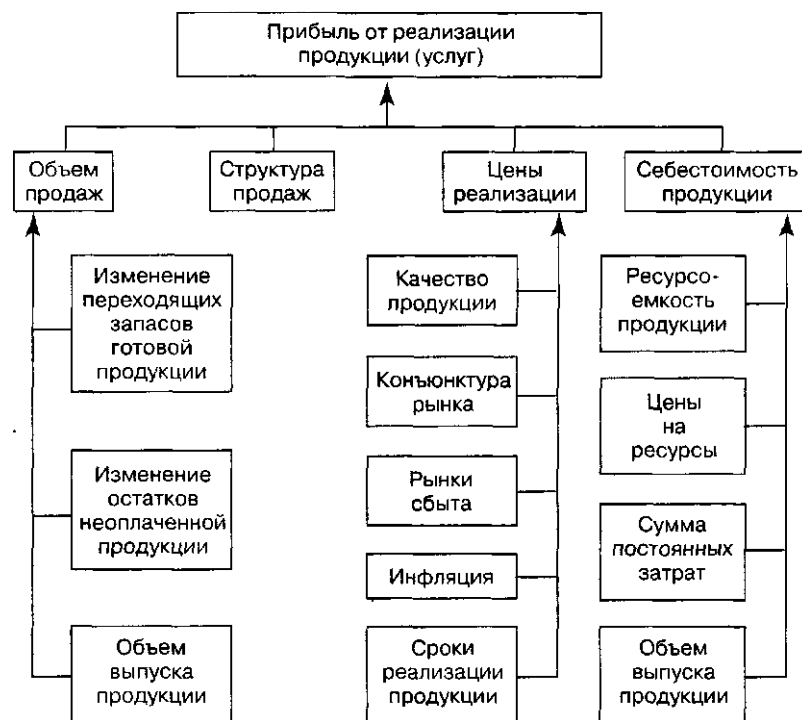 Прибыль от реализации
продукции (услуг)
Объем
продаж
Структура
продаж
Цены
реализации
Себестоимость
продукции
Изменение
переходящих
запасов
готовой
продукции
Изменение
остатков
неоплаченной
продукции
Объем
выпуска
продукции
Качество
продукции
Конъюнктура
рынка
Рынки
сбыта
Инфляция
Сроки
реализации
продукции
Ресурсо-
емкость
продукции
Цены
на
ресурсы
Сумма
постоянных
затрат
Объем
выпуска
продукции